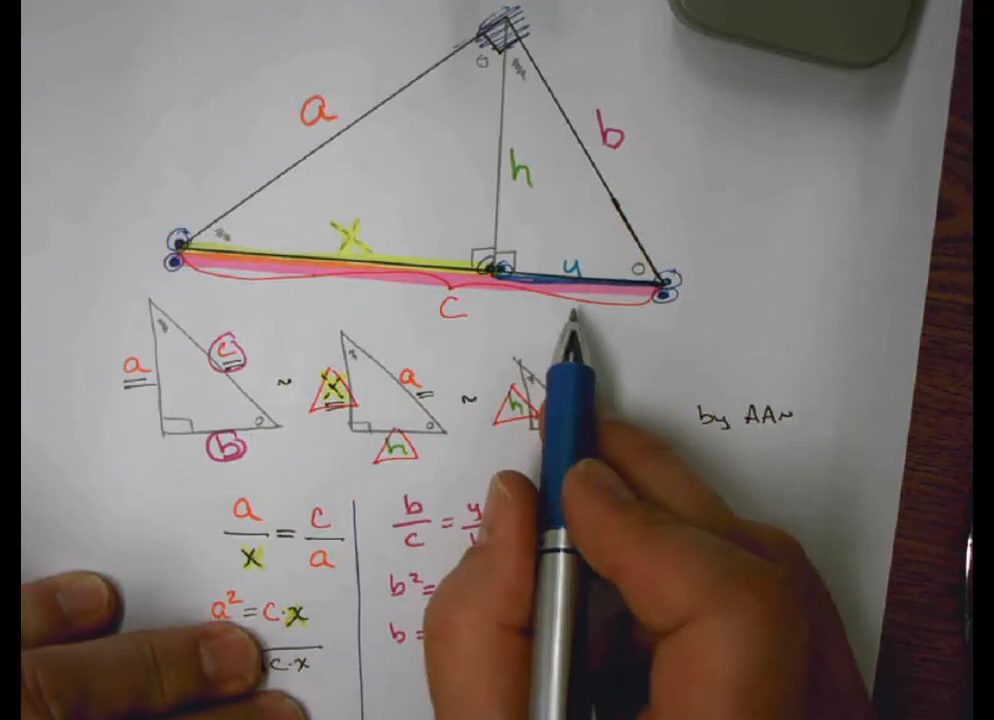 a
b
h
x
y
c
a c b ~ x a h ~ h
by AA~
a/x = c/a
b/c = y/
a² = c·x
b² =
b =
√c·x